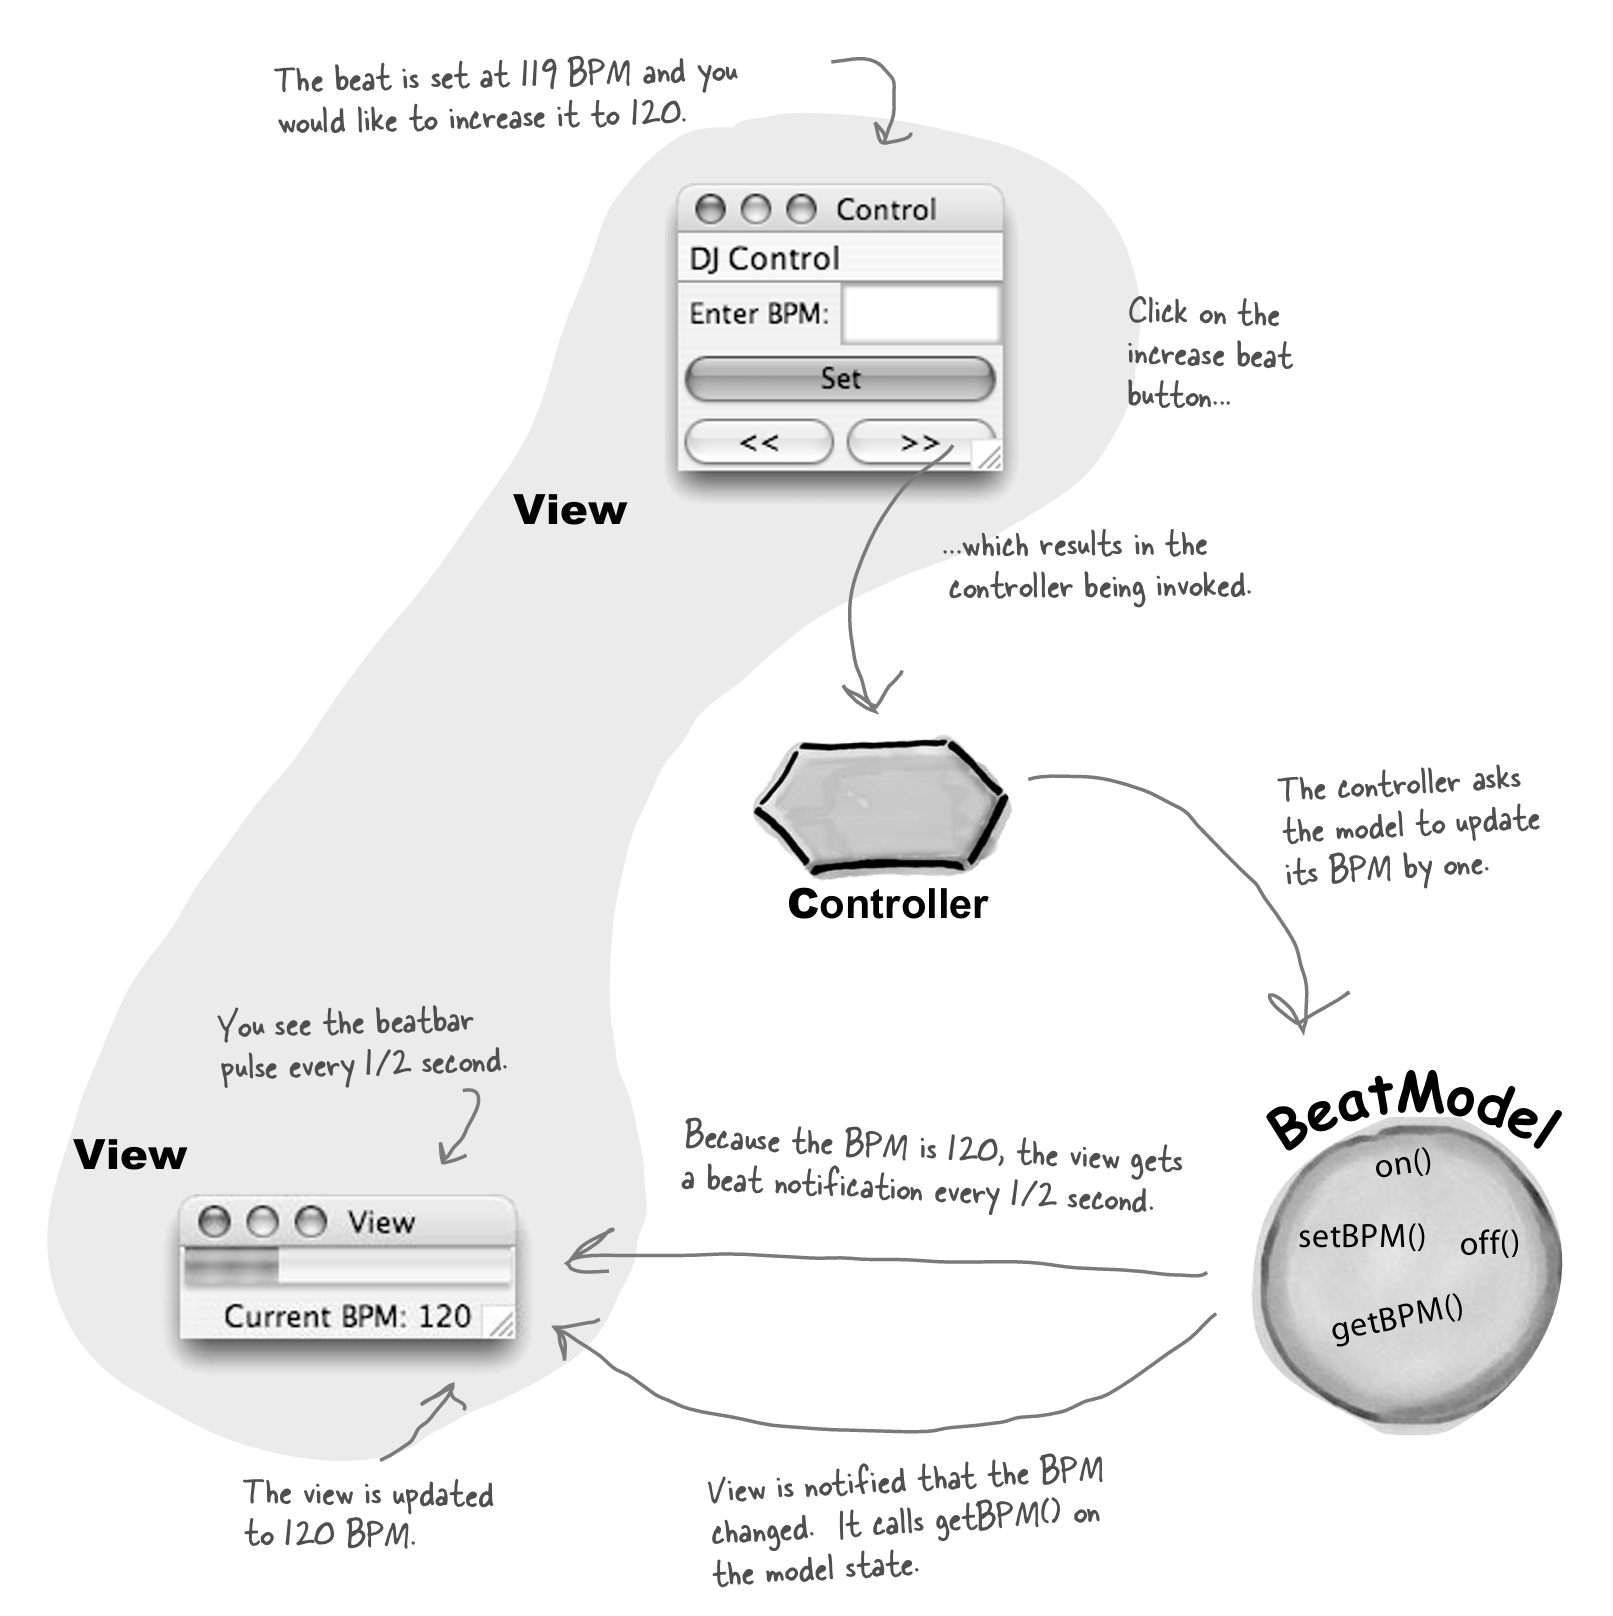 The beat is set at 119 BPM and you
would like to increase it to 120.
Control
DJ Control
Enter BPM:
Set
<<
>>
Click on the
increase beat
button...
View
...which results in the
controller being invoked.
Controller
The controller asks
the model to update
its BPM by one.
You see the beatbar
pulse every 1/2 second.
View
View
Current BPM: 120
Because the BPM is 120, the view gets
a beat notification every 1/2 second.
BeatModel
on()
setBPM()
off()
getBPM()
The view is updated
to 120 BPM.
View is notified that the BPM
changed. It calls getBPM() on
the model state.